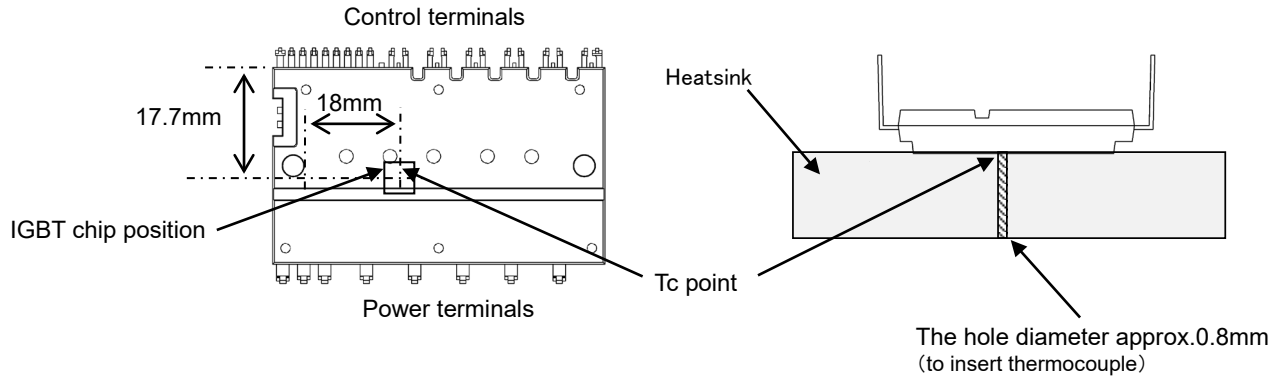 Control terminals
Heatsink
18mm
17.7mm
IGBT chip position
Tc point
Power terminals
The hole diameter approx.0.8mm
（to insert thermocouple）